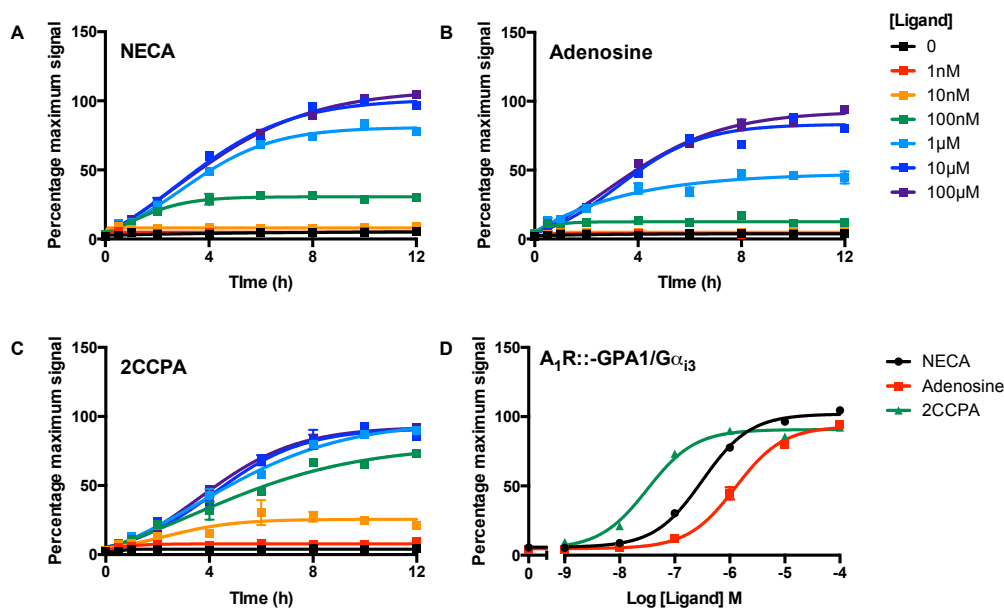 A
NECA
Percentage maximum signal
150
100
50
0
0
4
8
12
TIme (h)
B
Adenosine
Percentage maximum signal
150
100
50
0
0
4
8
12
TIme (h)
[Ligand]
0
1nM
10nM
100nM
1µM
10µM
100µM
C
2CCPA
Percentage maximum signal
150
100
50
0
0
4
8
12
TIme (h)
D
A1R::-GPA1/Gαi3
Percentage maximum signal
150
100
50
0
0
-9
-8
-7
-6
-5
-4
Log [Ligand] M
NECA
Adenosine
2CCPA